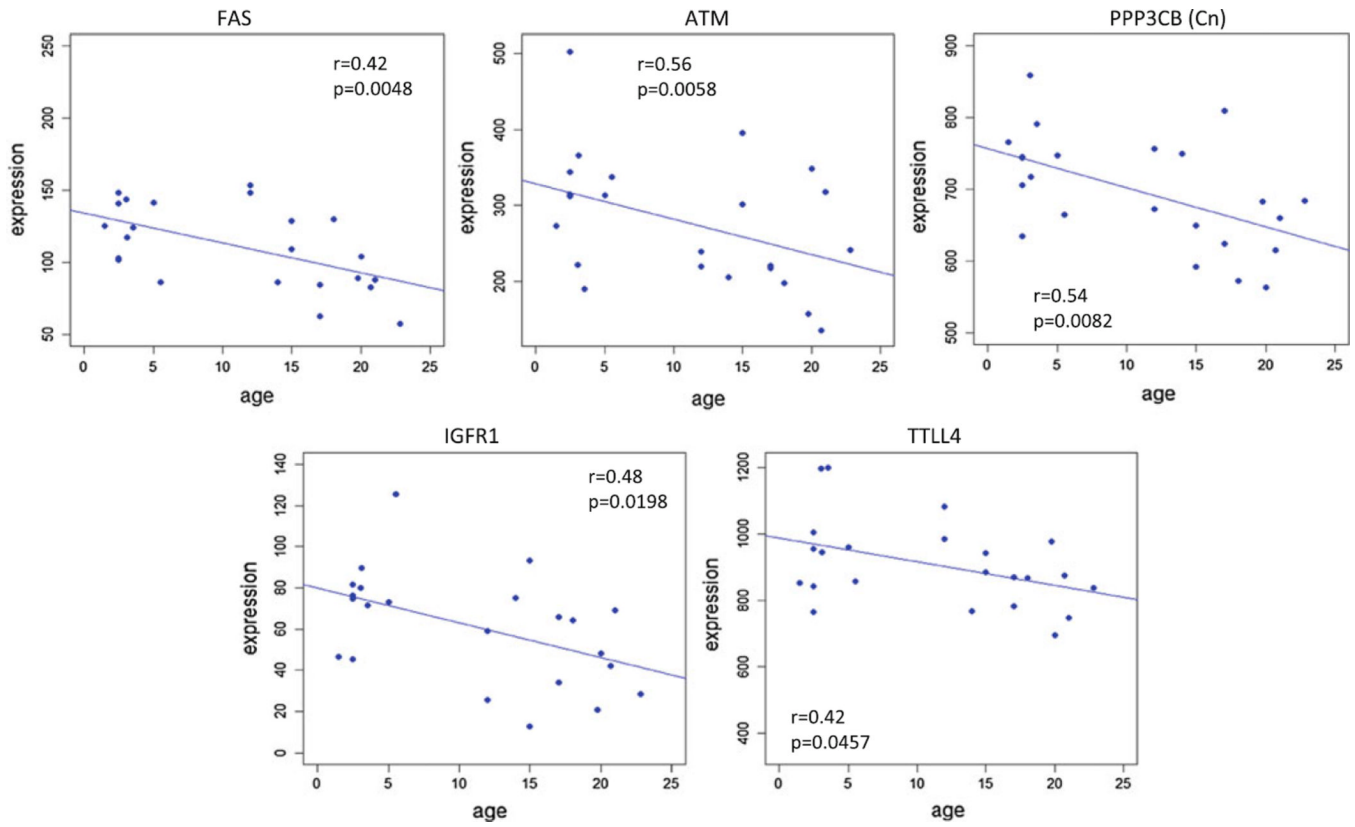 FAS
r=0.42
p=0.0048
expression
250
200
150
100
50
0 5 10 15 20 25
age
ATM
r=0.56
p=0.0058
expression
500
400
300
200
0 5 10 15 20 25
age
PPP3CB (Cn)
r=0.54
p=0.0082
expression
900
800
700
600
500
0 5 10 15 20 25
age
IGFR1
r=0.48
p=0.0198
expression
140
120
100
80
60
40
20
0
0 5 10 15 20 25
age
TTLL4
r=0.42
p=0.0457
expression
1200
1000
800
600
400
0 5 10 15 20 25
age